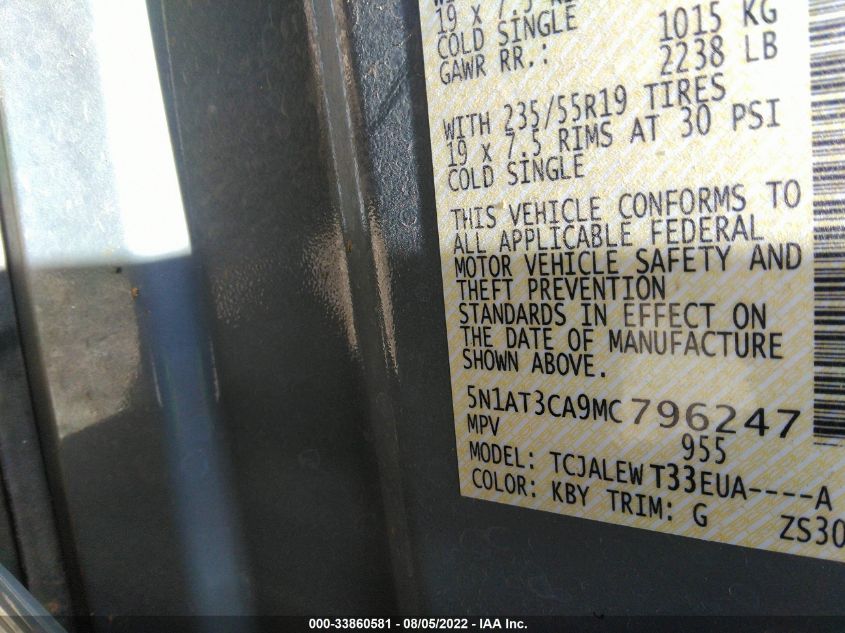 19 X 7.5
COLD SINGLE 1015 KG
GAWR RR.: 2238 LB
WITH 235/55R19 TIRES
19 X 7.5 RIMS AT 30 PSI
COLD SINGLE
THIS VEHICLE CONFORMS TO
ALL APPLICABLE FEDERAL
MOTOR VEHICLE SAFETY AND
THEFT PREVENTION
STANDARDS IN EFFECT ON
THE DATE OF MANUFACTURE
SHOWN ABOVE.
5N1AT3CA9MC796247
MPV 955
MODEL: TCJALEWT33EUA----A
COLOR: KBY TRIM: G ZS30
000-33860581 - 08/05/2022 - IAA Inc.